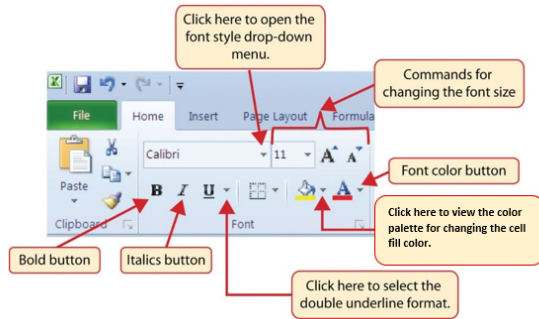 Click here to open the
font style drop-down
menu.
Commands for
changing the font size
File
Home
Insert
Page Layout
Formula
Calibri
11
A
A
Paste
B
I
U
A
Font color button
Clipboard
Font
Click here to view the color
palette for changing the cell
fill color.
Bold button
Italics button
Click here to select the
double underline format.